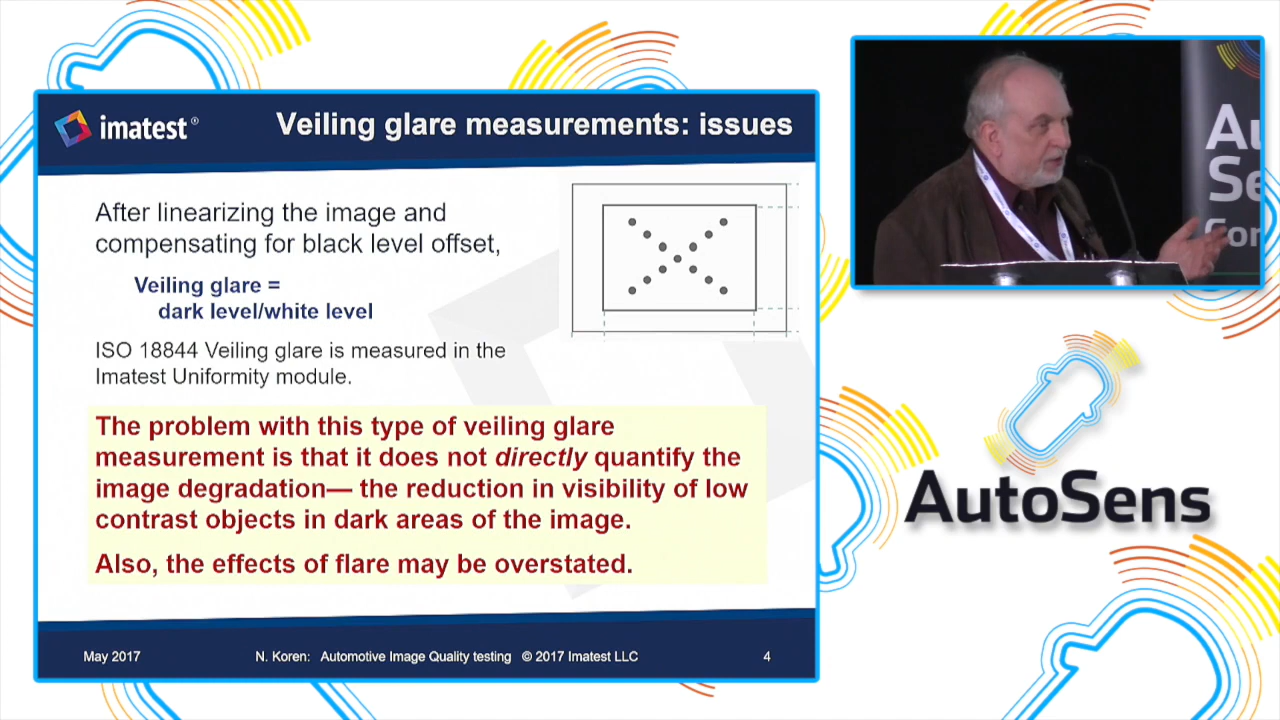 imatest®
Veiling glare measurements: issues
After linearizing the image and
compensating for black level offset,
Veiling glare =
dark level/white level
ISO 18844 Veiling glare is measured in the
Imatest Uniformity module.
The problem with this type of veiling glare
measurement is that it does not directly quantify the
image degradation— the reduction in visibility of low
contrast objects in dark areas of the image.
Also, the effects of flare may be overstated.
May 2017
N. Koren: Automotive Image Quality testing © 2017 Imatest LLC
4
Au
Se
Con
AutoSens